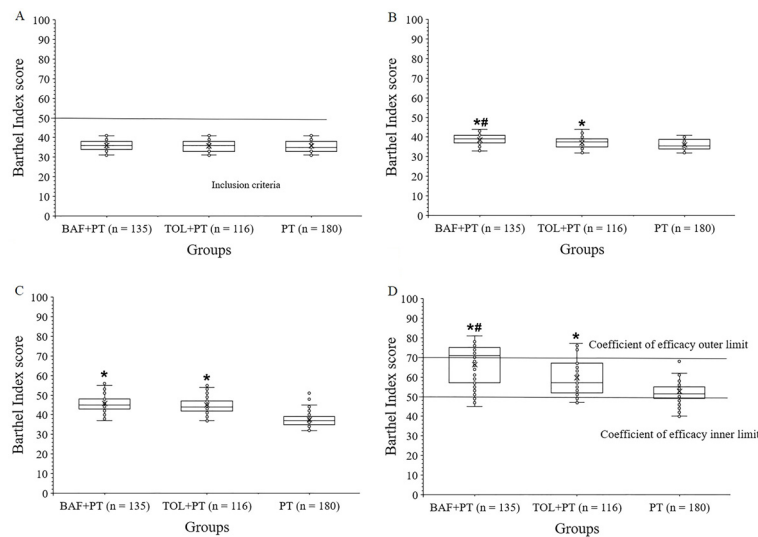 A
Barthel Index score
100
90
80
70
60
50
40
30
20
10
0
Inclusion criteria
BAF+PT (n = 135) TOL+PT (n = 116) PT (n = 180)
Groups
B
Barthel Index score
100
90
80
70
60
50
40
30
20
10
0
*# *
BAF+PT (n = 135) TOL+PT (n = 116) PT (n = 180)
Groups
C
Barthel Index score
100
90
80
70
60
50
40
30
20
10
0
* *
BAF+PT (n = 135) TOL+PT (n = 116) PT (n = 180)
Groups
D
Barthel Index score
100
90
80
70
60
50
40
30
20
10
0
*# *
Coefficient of efficacy outer limit
Coefficient of efficacy inner limit
BAF+PT (n = 135) TOL+PT (n = 116) PT (n = 180)
Groups